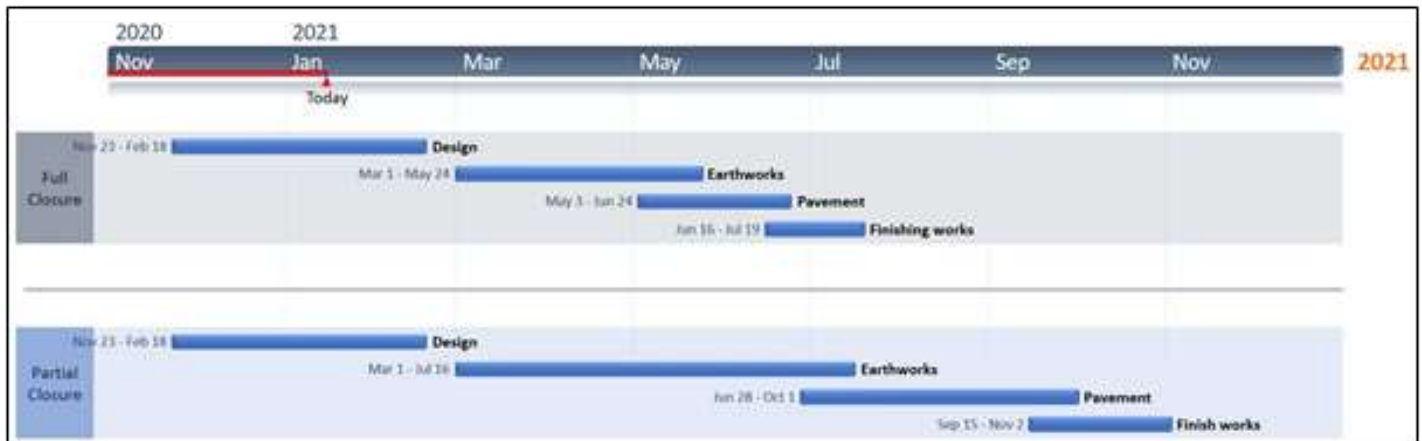 2020 2021
Nov Jan Mar May Jul Sep Nov 2021
Today
Full
Closure
Nov 23 - Feb 18 Design
Mar 1 - May 24 Earthworks
May 3 - Jun 24 Pavement
Jun 16 - Jul 19 Finishing works
Partial
Closure
Nov 23 - Feb 18 Design
Mar 1 - Jul 16 Earthworks
Jun 28 - Oct 1 Pavement
Sep 15 - Nov 2 Finish works